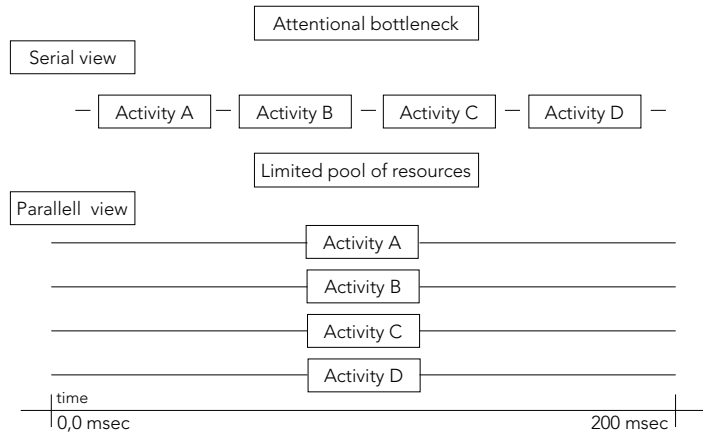 Attentional bottleneck
Serial view
Activity A
Activity B
Activity C
Activity D
Limited pool of resources
Parallell view
Activity A
Activity B
Activity C
Activity D
time
0,0 msec
200 msec